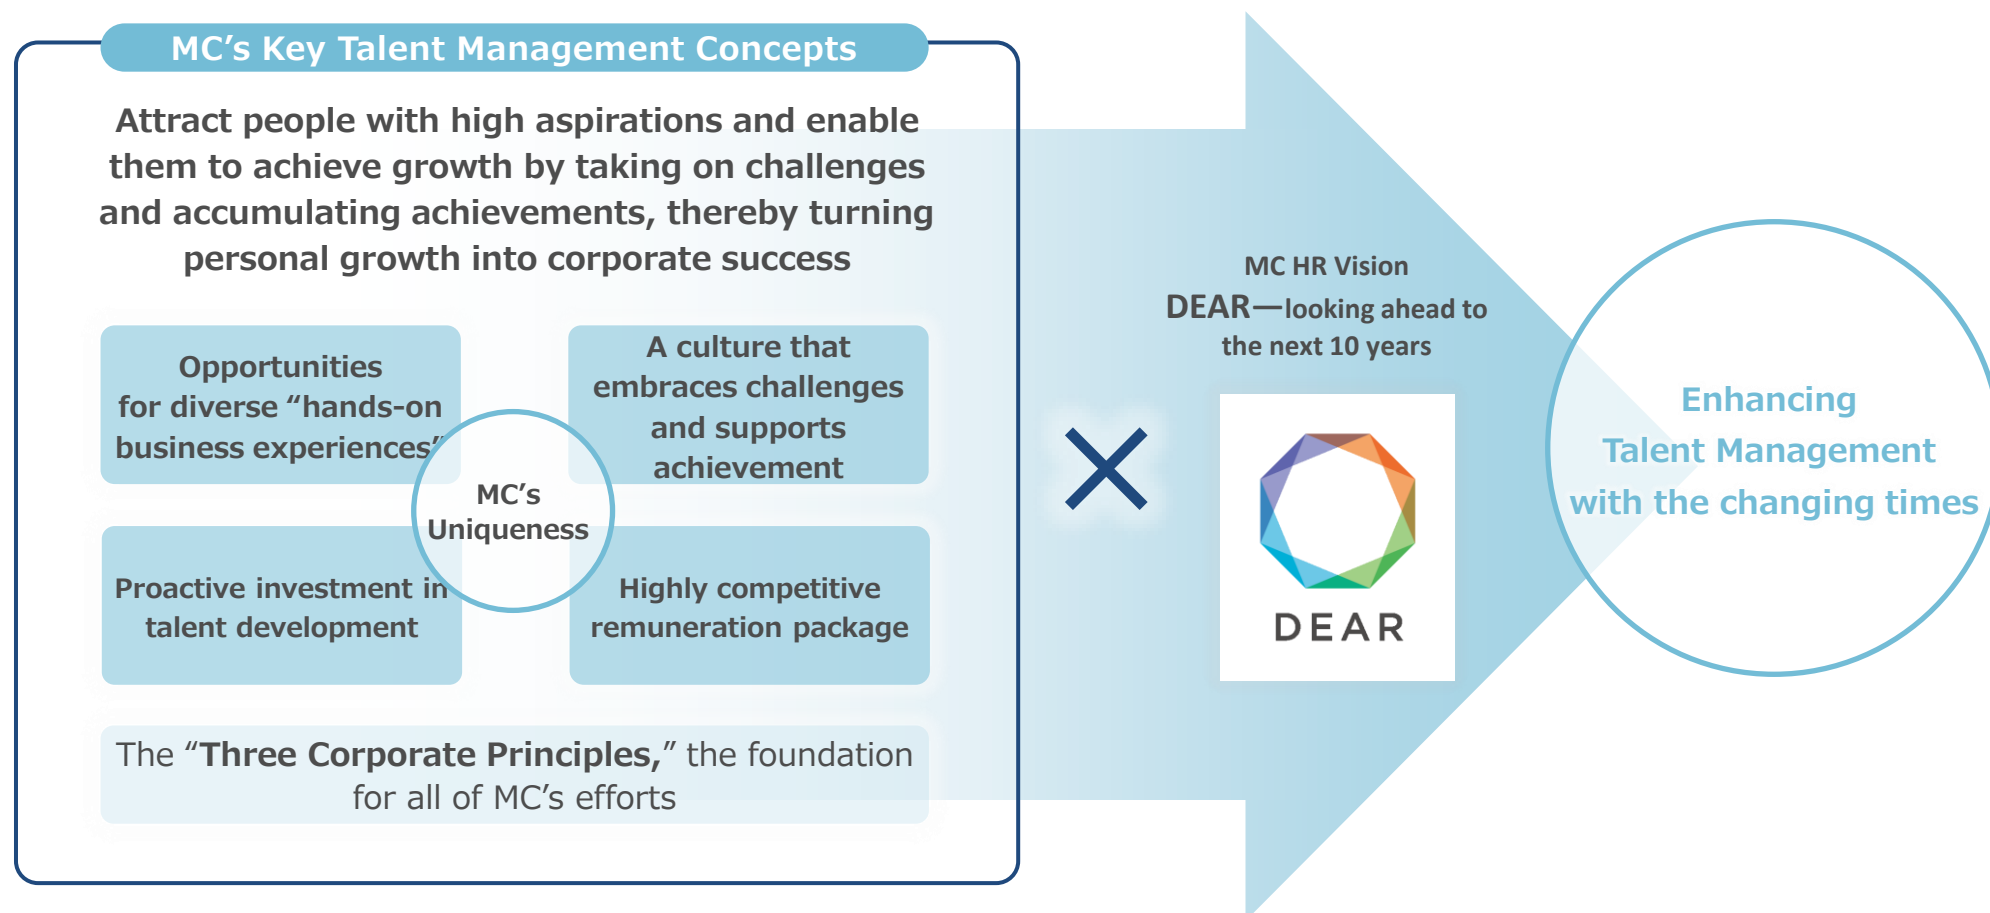 MC’s Key Talent Management Concepts
Attract people with high aspirations and enable
them to achieve growth by taking on challenges
and accumulating achievements, thereby turning
personal growth into corporate success
Opportunities
for diverse “hands-on
business experiences”
A culture that
embraces challenges
and supports
achievement
MC’s
Uniqueness
Proactive investment in
talent development
Highly competitive
remuneration package
The “Three Corporate Principles,” the foundation
for all of MC’s efforts
MC HR Vision
DEAR—looking ahead to
the next 10 years
DEAR
Enhancing
Talent Management
with the changing times